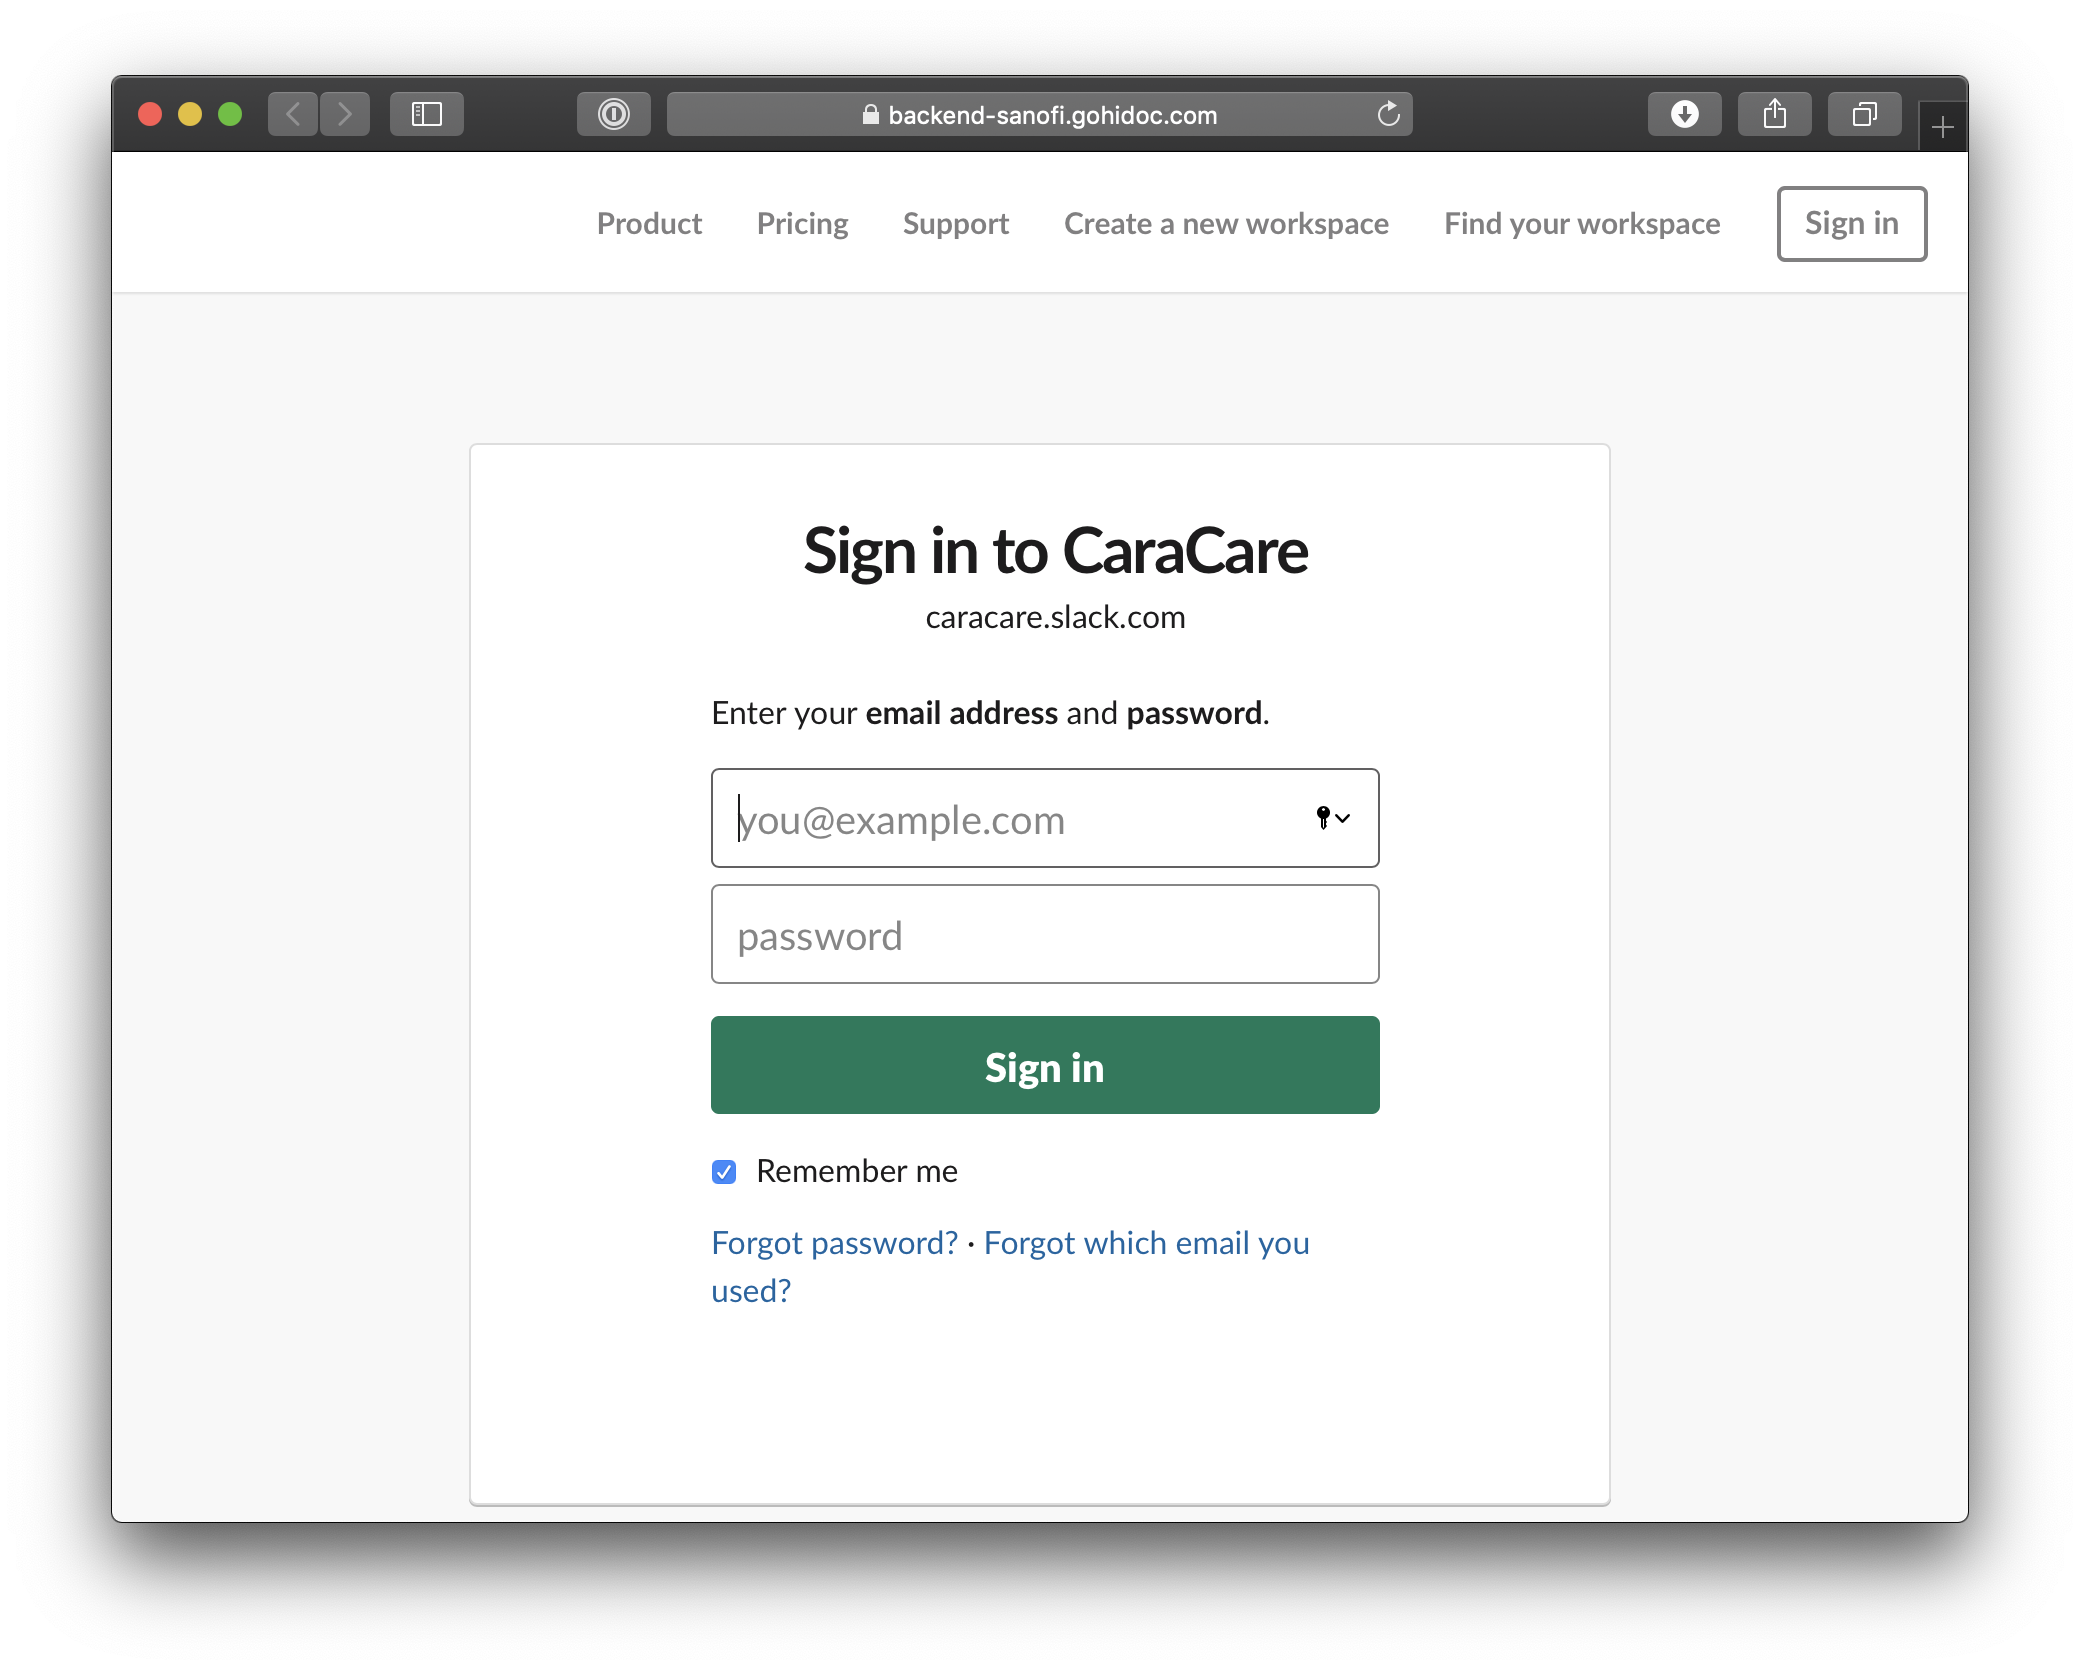 backend-sanofi.gohidoc.com
Product Pricing Support Create a new workspace Find your workspace Sign in
Sign in to CaraCare
caracare.slack.com
Enter your email address and password.
you@example.com
password
Sign in
Remember me
Forgot password? · Forgot which email you
used?